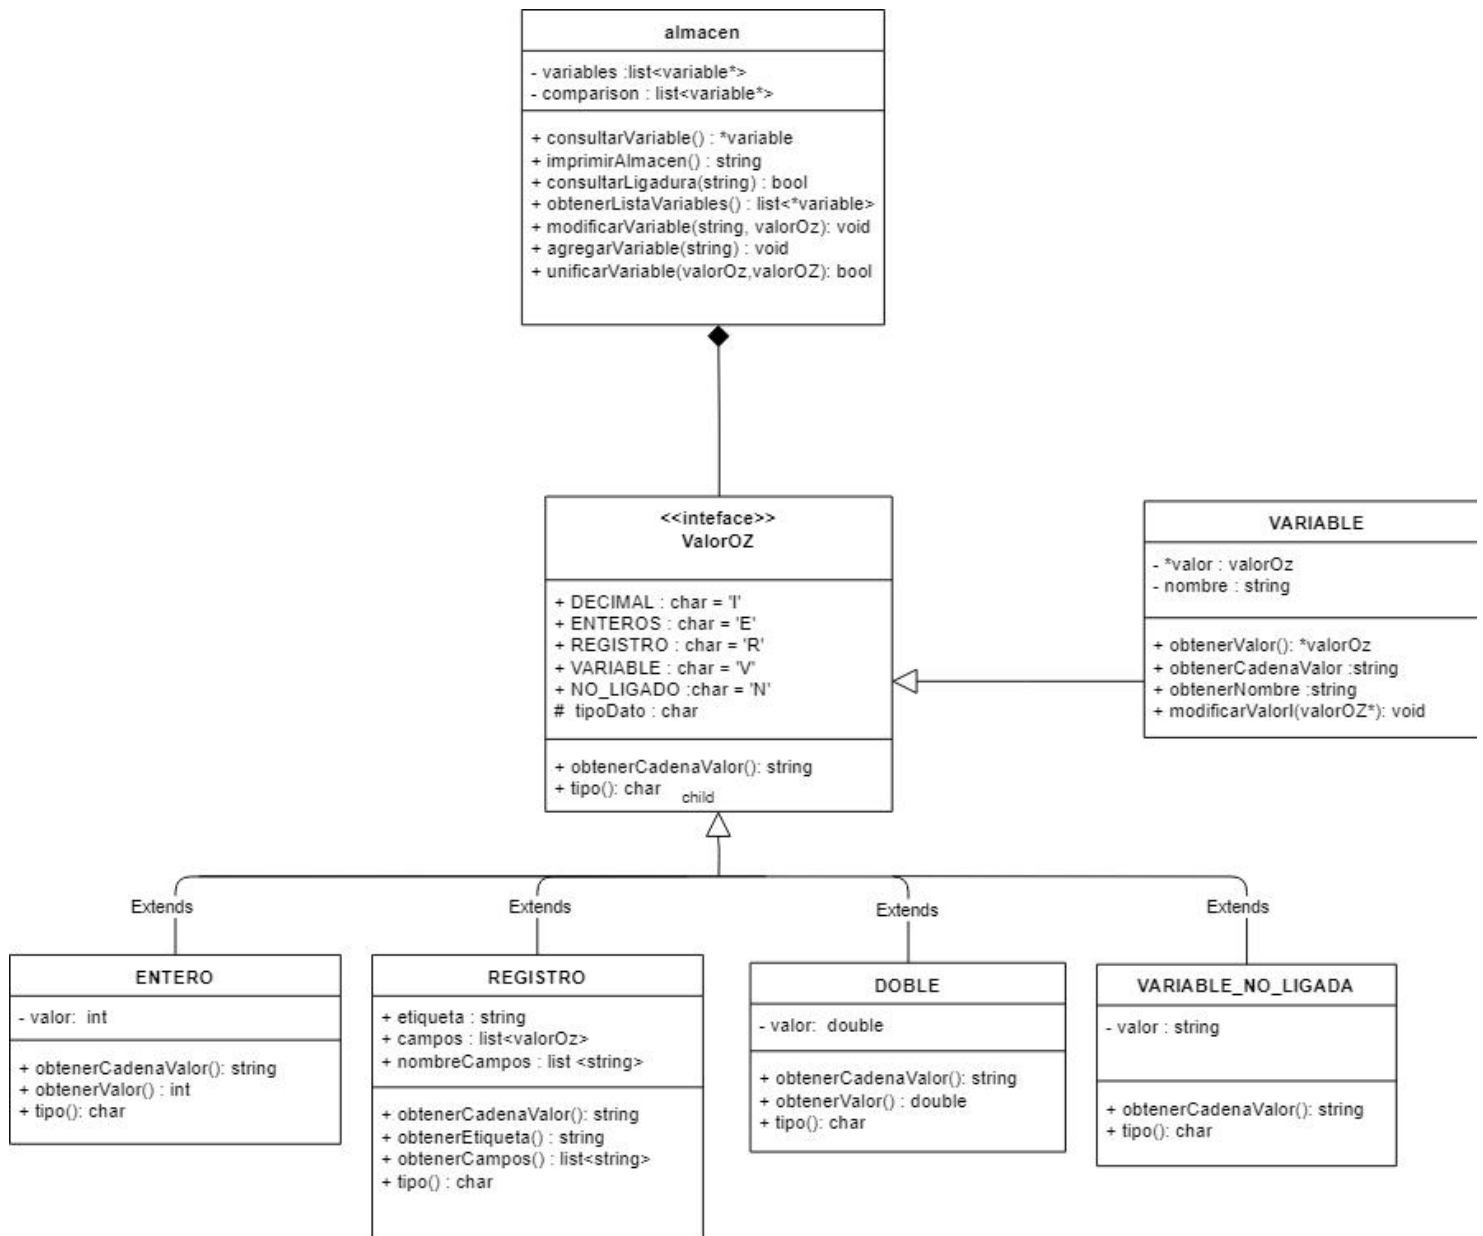 almacen
- variables :list<variable*>
- comparison : list<variable*>
+ consultarVariable() : *variable
+ imprimirAlmacen() : string
+ consultarLigadura(string) : bool
+ obtenerListaVariables() : list<*variable>
+ modificarVariable(string, valorOz): void
+ agregarVariable(string) : void
+ unificarVariable(valorOz,valorOZ): bool
<<inteface>>
ValorOZ
+ DECIMAL : char = 'I'
+ ENTEROS : char = 'E'
+ REGISTRO : char = 'R'
+ VARIABLE : char = 'V'
+ NO_LIGADO :char = 'N'
# tipoDato : char
+ obtenerCadenaValor(): string
+ tipo(): char
child
VARIABLE
- *valor : valorOz
- nombre : string
+ obtenerValor(): *valorOz
+ obtenerCadenaValor :string
+ obtenerNombre :string
+ modificarValorI(valorOZ*): void
Extends
Extends
Extends
Extends
ENTERO
- valor: int
+ obtenerCadenaValor(): string
+ obtenerValor() : int
+ tipo(): char
REGISTRO
+ etiqueta : string
+ campos : list<valorOz>
+ nombreCampos : list <string>
+ obtenerCadenaValor(): string
+ obtenerEtiqueta() : string
+ obtenerCampos() : list<string>
+ tipo() : char
DOBLE
- valor: double
+ obtenerCadenaValor(): string
+ obtenerValor() : double
+ tipo(): char
VARIABLE_NO_LIGADA
- valor : string
+ obtenerCadenaValor(): string
+ tipo(): char